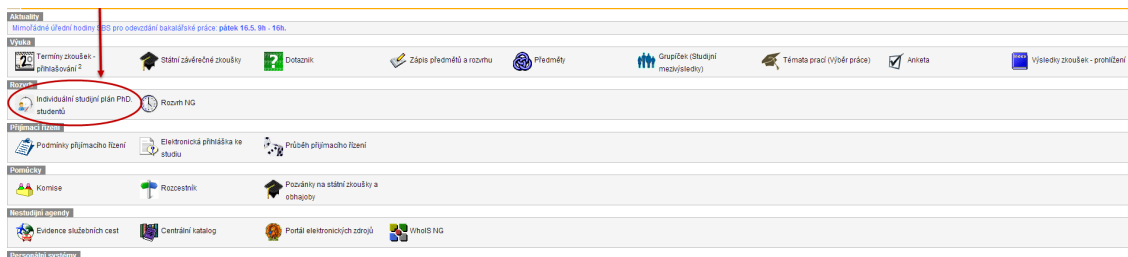 Aktuality
Mimořádné úřední hodiny SBS pro odevzdání bakalářské práce: pátek 16.5. 9h - 16h.
Výuka
Termíny zkoušek - přihlašování 2
Státní závěrečné zkoušky
Dotazník
Zápis předmětů a rozvrhu
Předměty
Grupíček (Studijní mezivýsledky)
Témata prací (Výběr práce)
Anketa
Výsledky zkoušek - prohlížení
Rozvrh
Individuální studijní plán PhD. studentů
Rozvrh NG
Přijímací řízení
Podmínky přijímacího řízení
Elektronická přihláška ke studiu
Průběh přijímacího řízení
Pomůcky
Komise
Rozcestník
Pozvánky na státní zkoušky a obhajoby
Nestudijní agendy
Evidence služebních cest
Centrální katalog
Portál elektronických zdrojů
WhoIS NG
Personální systémy